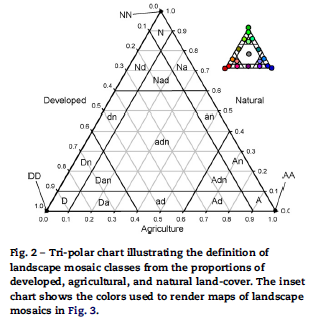 0.0
NN 1.0
0.1 N 0.9
0.2 0.8
0.3 Nd Na 0.7
Nad
0.4 0.6
Developed Natural
0.5 0.5
dn an
0.6 0.4
adn
0.7 0.3
Dn An
0.8 0.2
DD AA
Dan Adn
0.9 0.1
D Da ad Ad A
1.0 0.0
0.0 0.1 0.2 0.3 0.4 0.5 0.6 0.7 0.8 0.9 1.0
Agriculture
Fig. 2 – Tri-polar chart illustrating the definition of
landscape mosaic classes from the proportions of
developed, agricultural, and natural land-cover. The inset
chart shows the colors used to render maps of landscape
mosaics in Fig. 3.